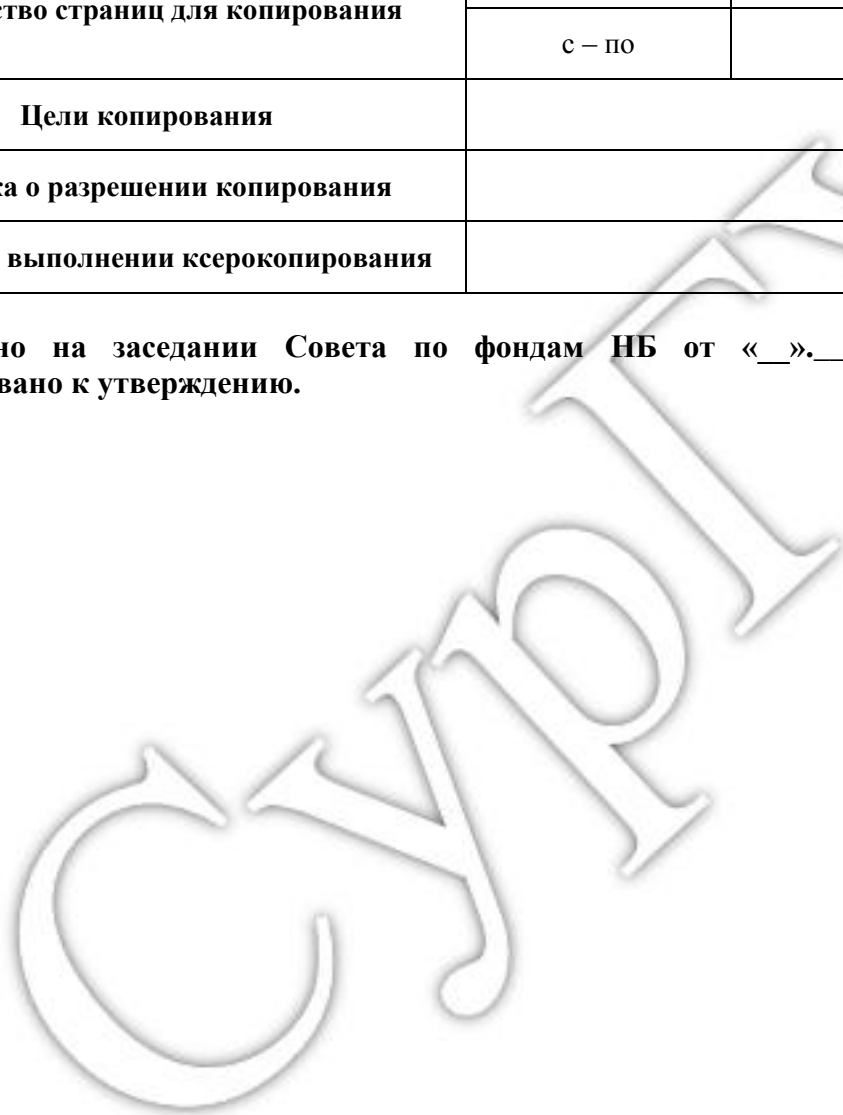 ство страниц для копирования
с – по
Цели копирования
ка о разрешении копирования
выполнении ксерокопирования
но на заседании Совета по фондам НБ от «__».__
вано к утверждению.
СурГУ